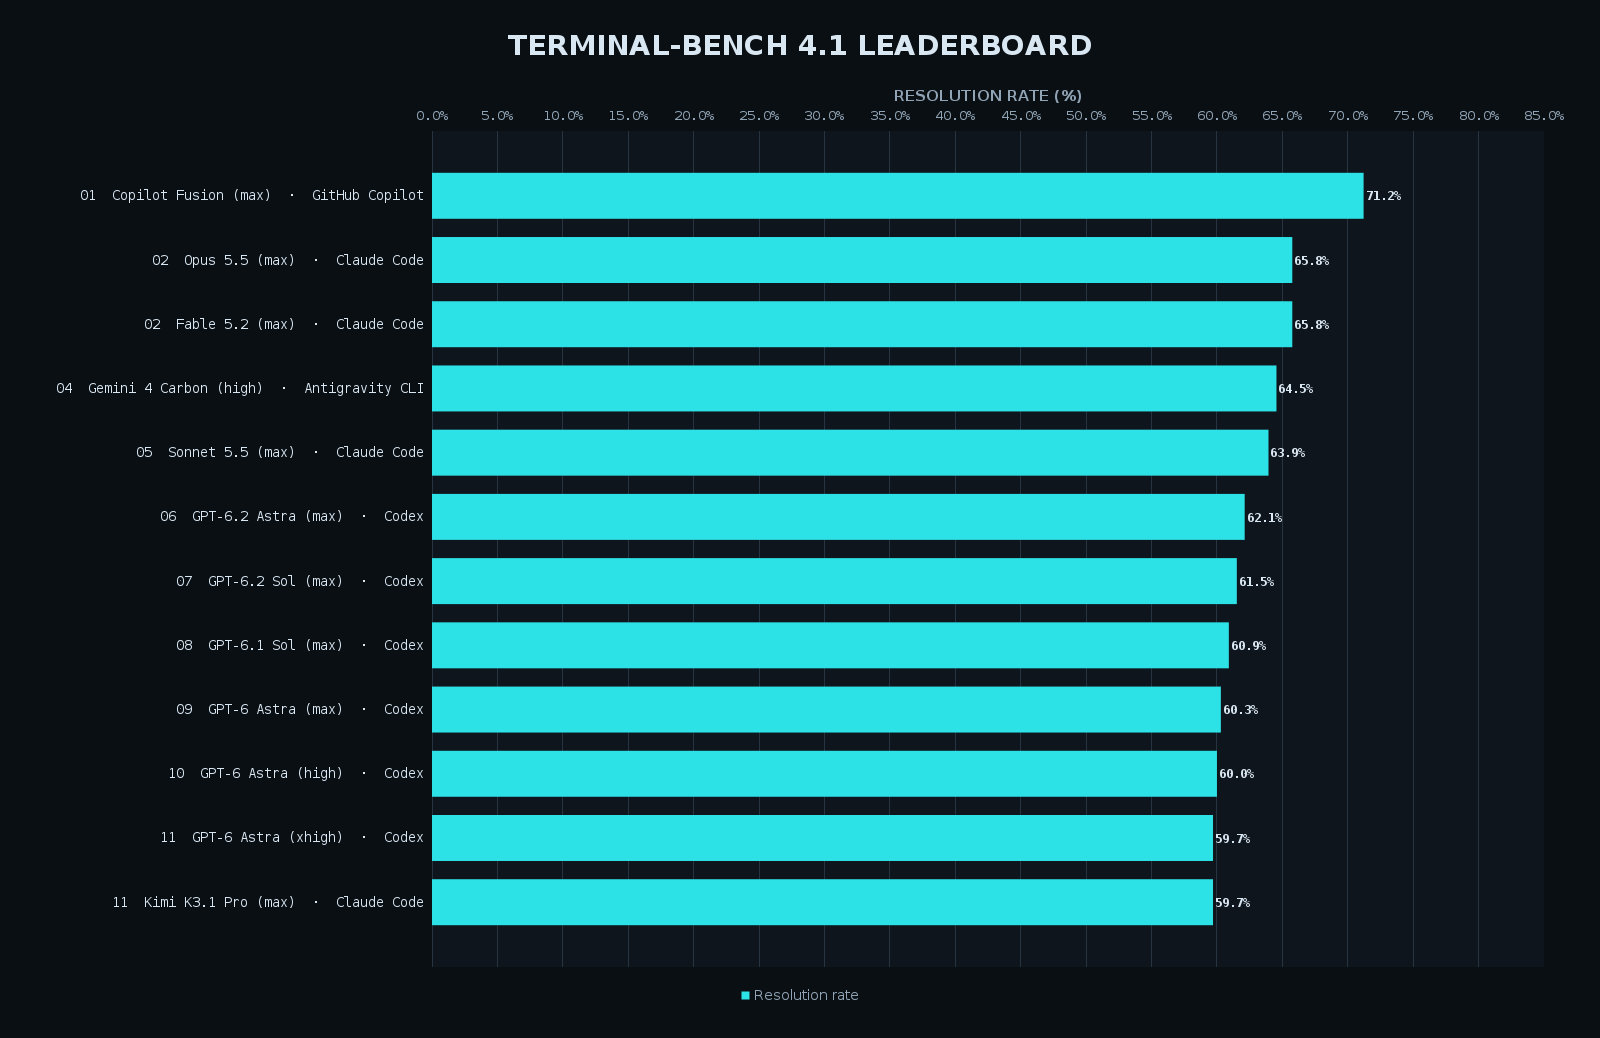 TERMINAL-BENCH 4.1 LEADERBOARD
RESOLUTION RATE (%)
0.0% 5.0% 10.0% 15.0% 20.0% 25.0% 30.0% 35.0% 40.0% 45.0% 50.0% 55.0% 60.0% 65.0% 70.0% 75.0% 80.0% 85.0%
01 Copilot Fusion (max) · GitHub Copilot 71.2%
02 Opus 5.5 (max) · Claude Code 65.8%
02 Fable 5.2 (max) · Claude Code 65.8%
04 Gemini 4 Carbon (high) · Antigravity CLI 64.5%
05 Sonnet 5.5 (max) · Claude Code 63.9%
06 GPT-6.2 Astra (max) · Codex 62.1%
07 GPT-6.2 Sol (max) · Codex 61.5%
08 GPT-6.1 Sol (max) · Codex 60.9%
09 GPT-6 Astra (max) · Codex 60.3%
10 GPT-6 Astra (high) · Codex 60.0%
11 GPT-6 Astra (xhigh) · Codex 59.7%
11 Kimi K3.1 Pro (max) · Claude Code 59.7%
Resolution rate